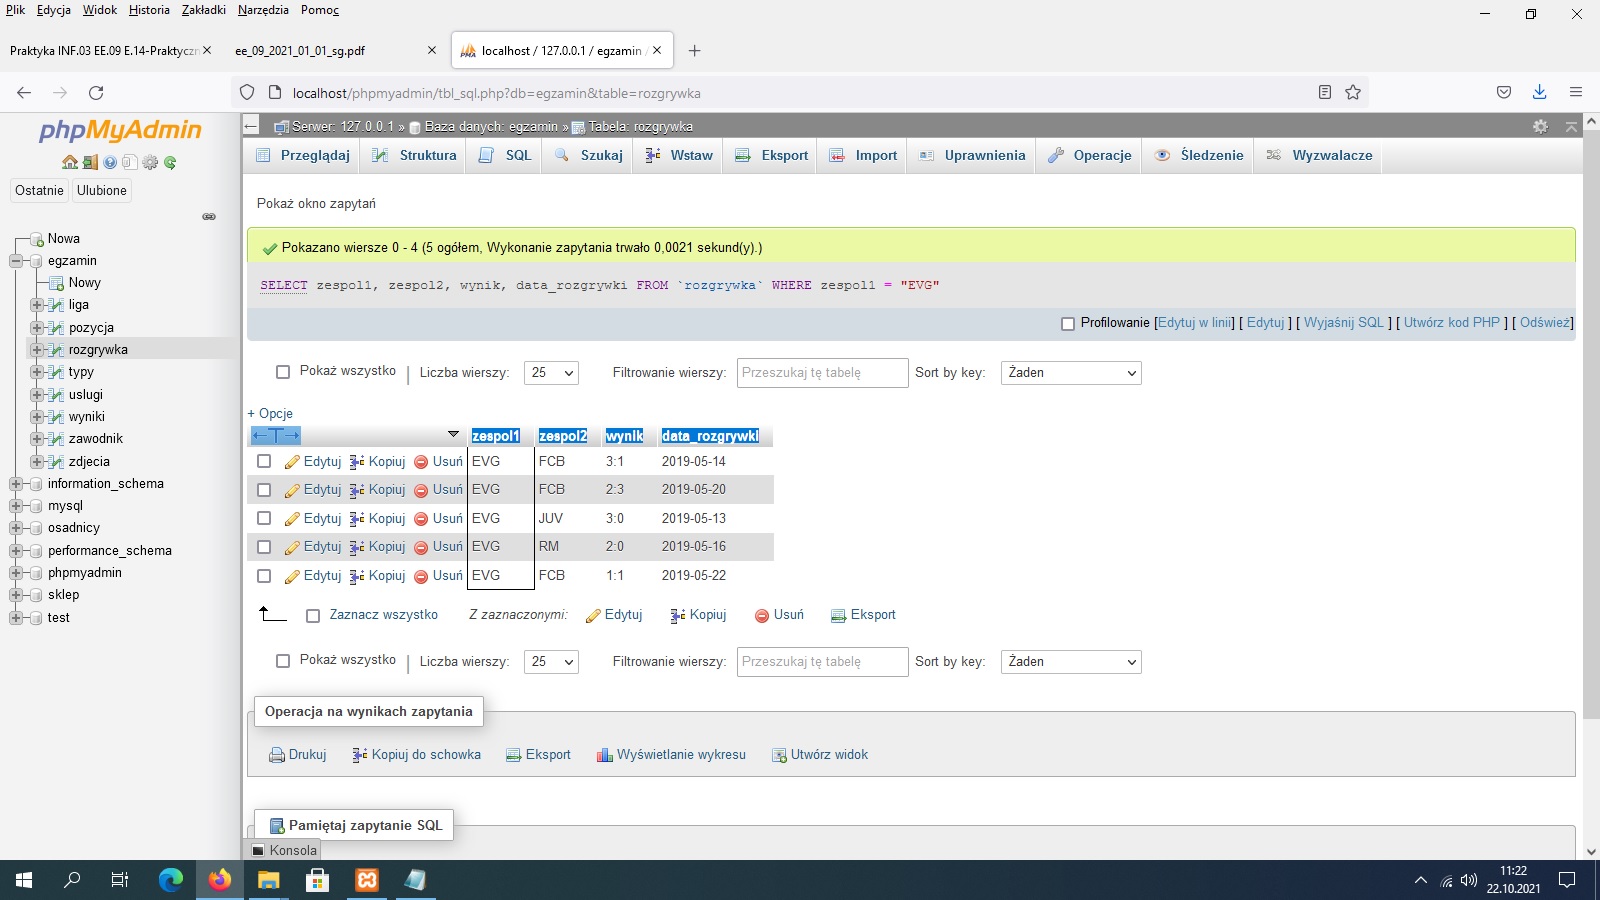 Plik Edycja Widok Historia Zakładki Narzędzia Pomoc
Praktyka INF.03 EE.09 E.14-Praktyczn
ee_09_2021_01_01_sg.pdf
localhost / 127.0.0.1 / egzamin /
localhost/phpmyadmin/tbl_sql.php?db=egzamin&table=rozgrywka
phpMyAdmin
Ostatnie Ulubione
Nowa
egzamin
Nowy
liga
pozycja
rozgrywka
typy
uslugi
wyniki
zawodnik
zdjecia
information_schema
mysql
osadnicy
performance_schema
phpmyadmin
sklep
test
Serwer: 127.0.0.1 » Baza danych: egzamin » Tabela: rozgrywka
Przeglądaj Struktura SQL Szukaj Wstaw Eksport Import Uprawnienia Operacje Śledzenie Wyzwalacze
Pokaż okno zapytań
Pokazano wiersze 0 - 4 (5 ogółem, Wykonanie zapytania trwało 0,0021 sekund(y).)
SELECT zespol1, zespol2, wynik, data_rozgrywki FROM `rozgrywka` WHERE zespol1 = "EVG"
Profilowanie [Edytuj w linii] [ Edytuj ] [ Wyjaśnij SQL ] [ Utwórz kod PHP ] [ Odśwież]
Pokaż wszystko | Liczba wierszy: 25 Filtrowanie wierszy: Przeszukaj tę tabelę Sort by key: Żaden
+ Opcje
←T→ zespol1 zespol2 wynik data_rozgrywki
Edytuj Kopiuj Usuń EVG FCB 3:1 2019-05-14
Edytuj Kopiuj Usuń EVG FCB 2:3 2019-05-20
Edytuj Kopiuj Usuń EVG JUV 3:0 2019-05-13
Edytuj Kopiuj Usuń EVG RM 2:0 2019-05-16
Edytuj Kopiuj Usuń EVG FCB 1:1 2019-05-22
Zaznacz wszystko Z zaznaczonymi: Edytuj Kopiuj Usuń Eksport
Pokaż wszystko | Liczba wierszy: 25 Filtrowanie wierszy: Przeszukaj tę tabelę Sort by key: Żaden
Operacja na wynikach zapytania
Drukuj Kopiuj do schowka Eksport Wyświetlanie wykresu Utwórz widok
Pamiętaj zapytanie SQL
Konsola
11:22
22.10.2021